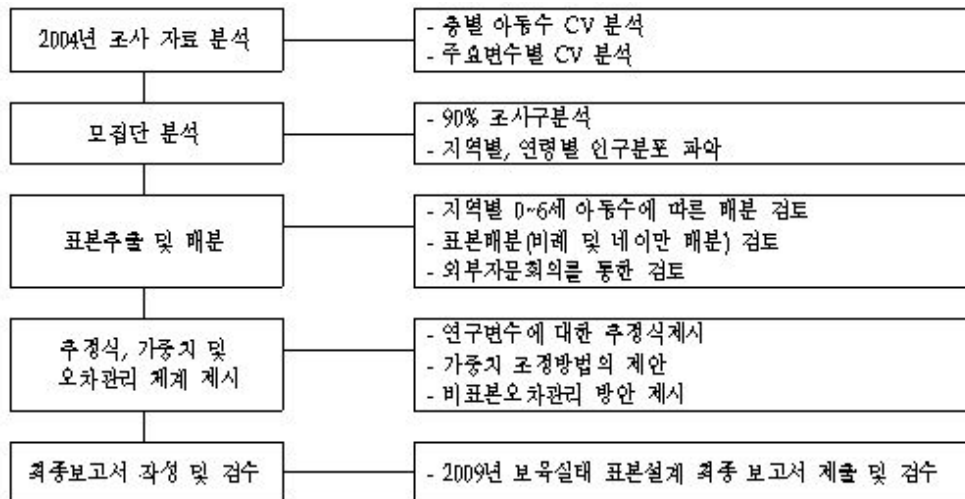 2004년 조사 자료 분석
- 층별 아동수 CV 분석
- 주요변수별 CV 분석
모집단 분석
- 90% 조사구분석
- 지역별, 연령별 인구분포 파악
표본추출 및 배분
- 지역별 0~6세 아동수에 따른 배분 검토
- 표본배분(비례 및 네이만 배분) 검토
- 외부자문회의를 통한 검토
추정식, 가중치 및
오차관리 체계 제시
- 연구변수에 대한 추정식제시
- 가중치 조정방법의 제안
- 비표본오차관리 방안 제시
최종보고서 작성 및 검수
- 2009년 보육실태 표본설계 최종 보고서 제출 및 검수